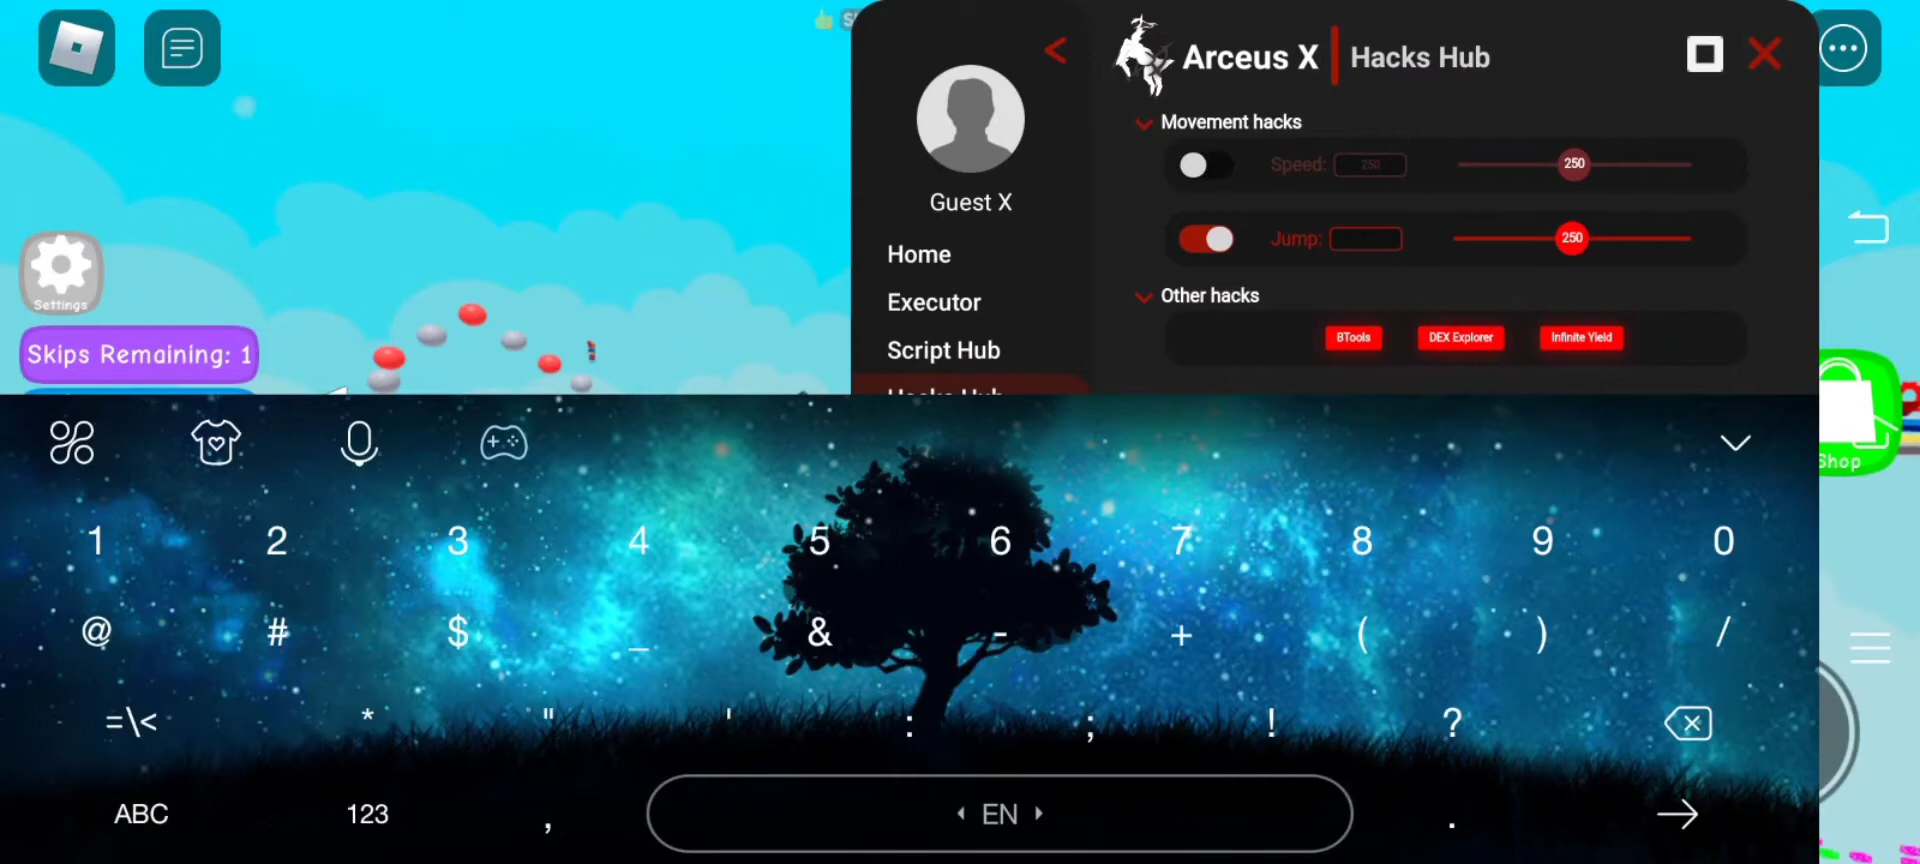 Arceus X | Hacks Hub
Movement hacks
Speed: 250 250
Jump: 250
Other hacks
BTools DEX Explorer Infinite Yield
Guest X
Home
Executor
Script Hub
Hacks Hub
Settings
Skips Remaining: 1
Shop
1 2 3 4 5 6 7 8 9 0
@ # $ _ & - + ( ) /
=\< * " ' : ; ! ?
ABC 123 , EN .